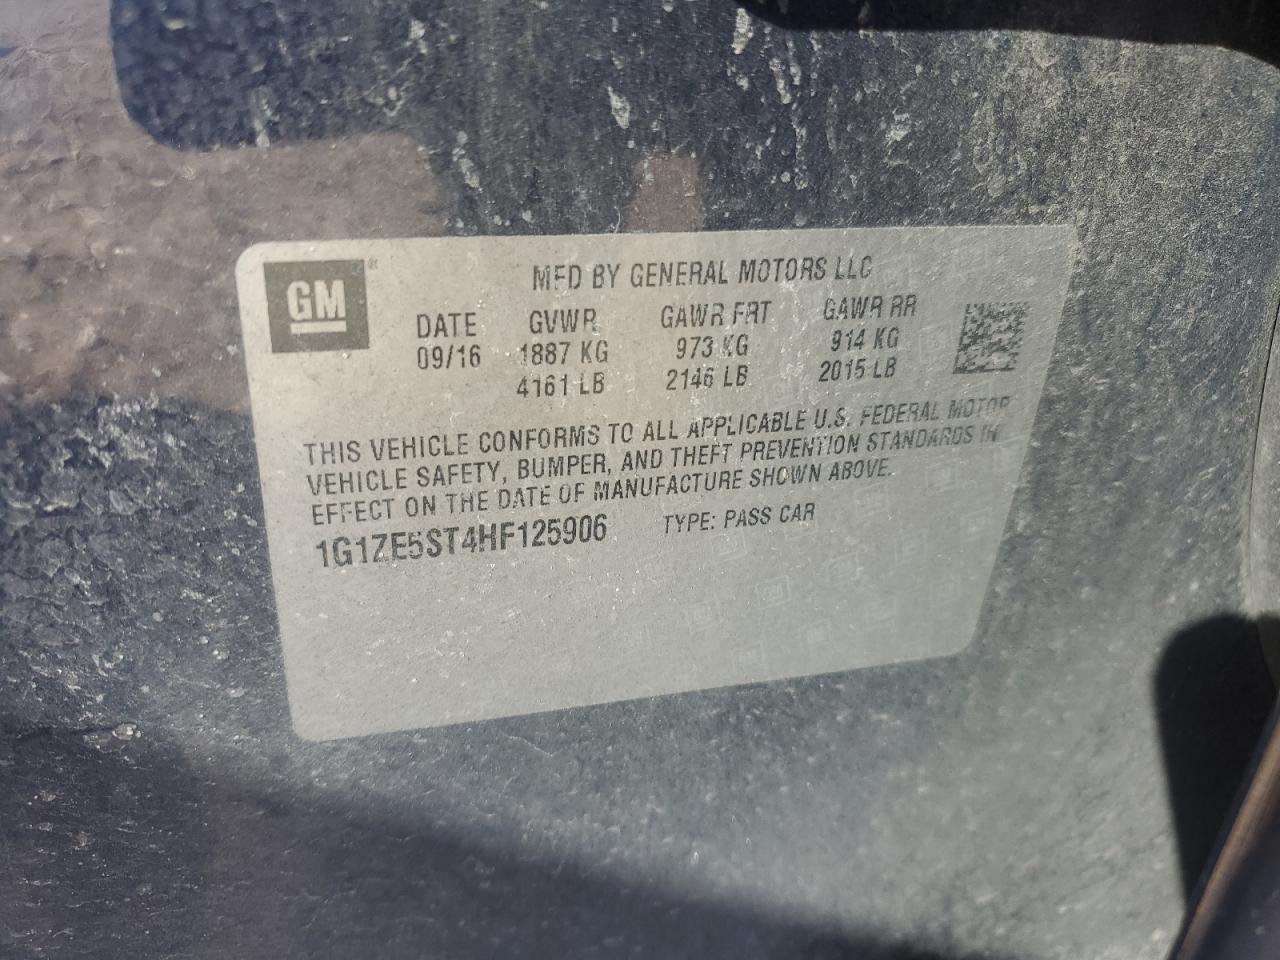 GM ®
MFD BY GENERAL MOTORS LLC
DATE GVWR GAWR FRT GAWR RR
09/16 1887 KG 973 KG 914 KG
4161 LB 2146 LB 2015 LB
THIS VEHICLE CONFORMS TO ALL APPLICABLE U.S. FEDERAL MOTOR
VEHICLE SAFETY, BUMPER, AND THEFT PREVENTION STANDARDS IN
EFFECT ON THE DATE OF MANUFACTURE SHOWN ABOVE.
1G1ZE5ST4HF125906 TYPE: PASS CAR